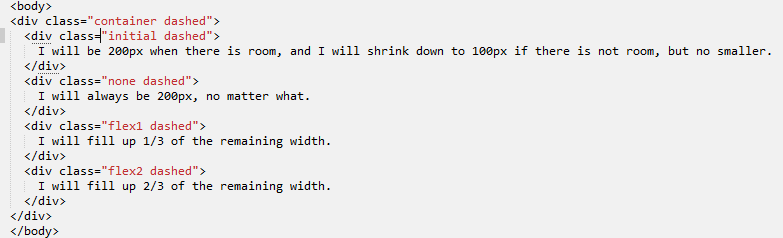 <body>
<div class="container dashed">
<div class="initial dashed">
I will be 200px when there is room, and I will shrink down to 100px if there is not room, but no smaller.
</div>
<div class="none dashed">
I will always be 200px, no matter what.
</div>
<div class="flex1 dashed">
I will fill up 1/3 of the remaining width.
</div>
<div class="flex2 dashed">
I will fill up 2/3 of the remaining width.
</div>
</div>
</body>